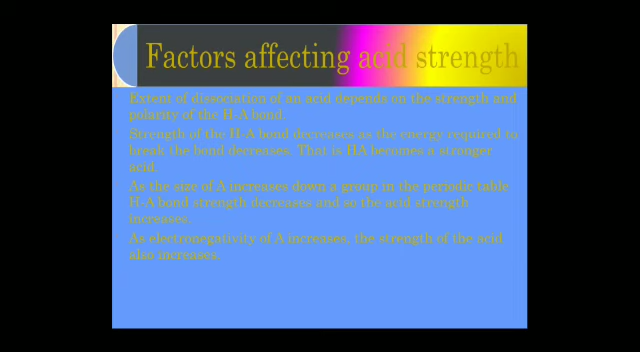 Factors affecting acid strength
Extent of dissociation of an acid depends on the strength and
polarity of the H-A bond.
Strength of the H-A bond decreases as the energy required to
break the bond decreases. That is HA becomes a stronger
acid.
As the size of A increases down a group in the periodic table
H-A bond strength decreases and so the acid strength
increases.
As electronegativity of A increases, the strength of the acid
also increases.